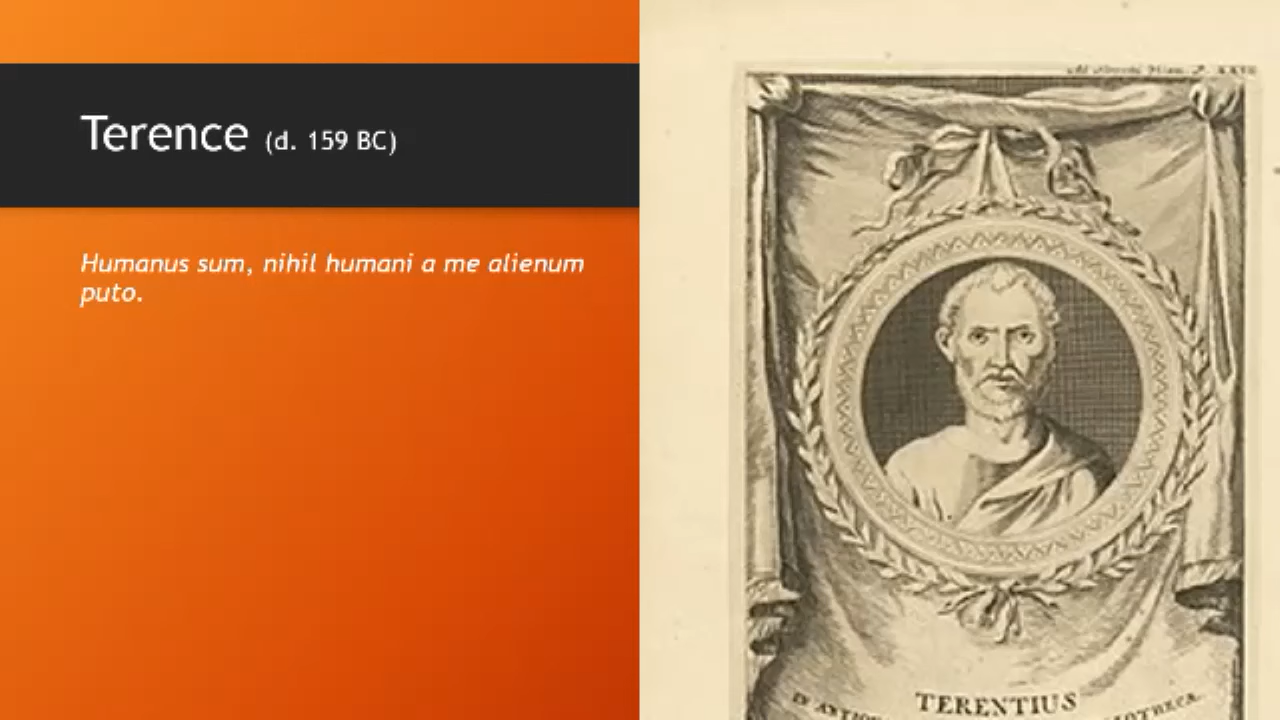 Terence (d. 159 BC)
Humanus sum, nihil humani a me alienum
puto.
TERENTIUS